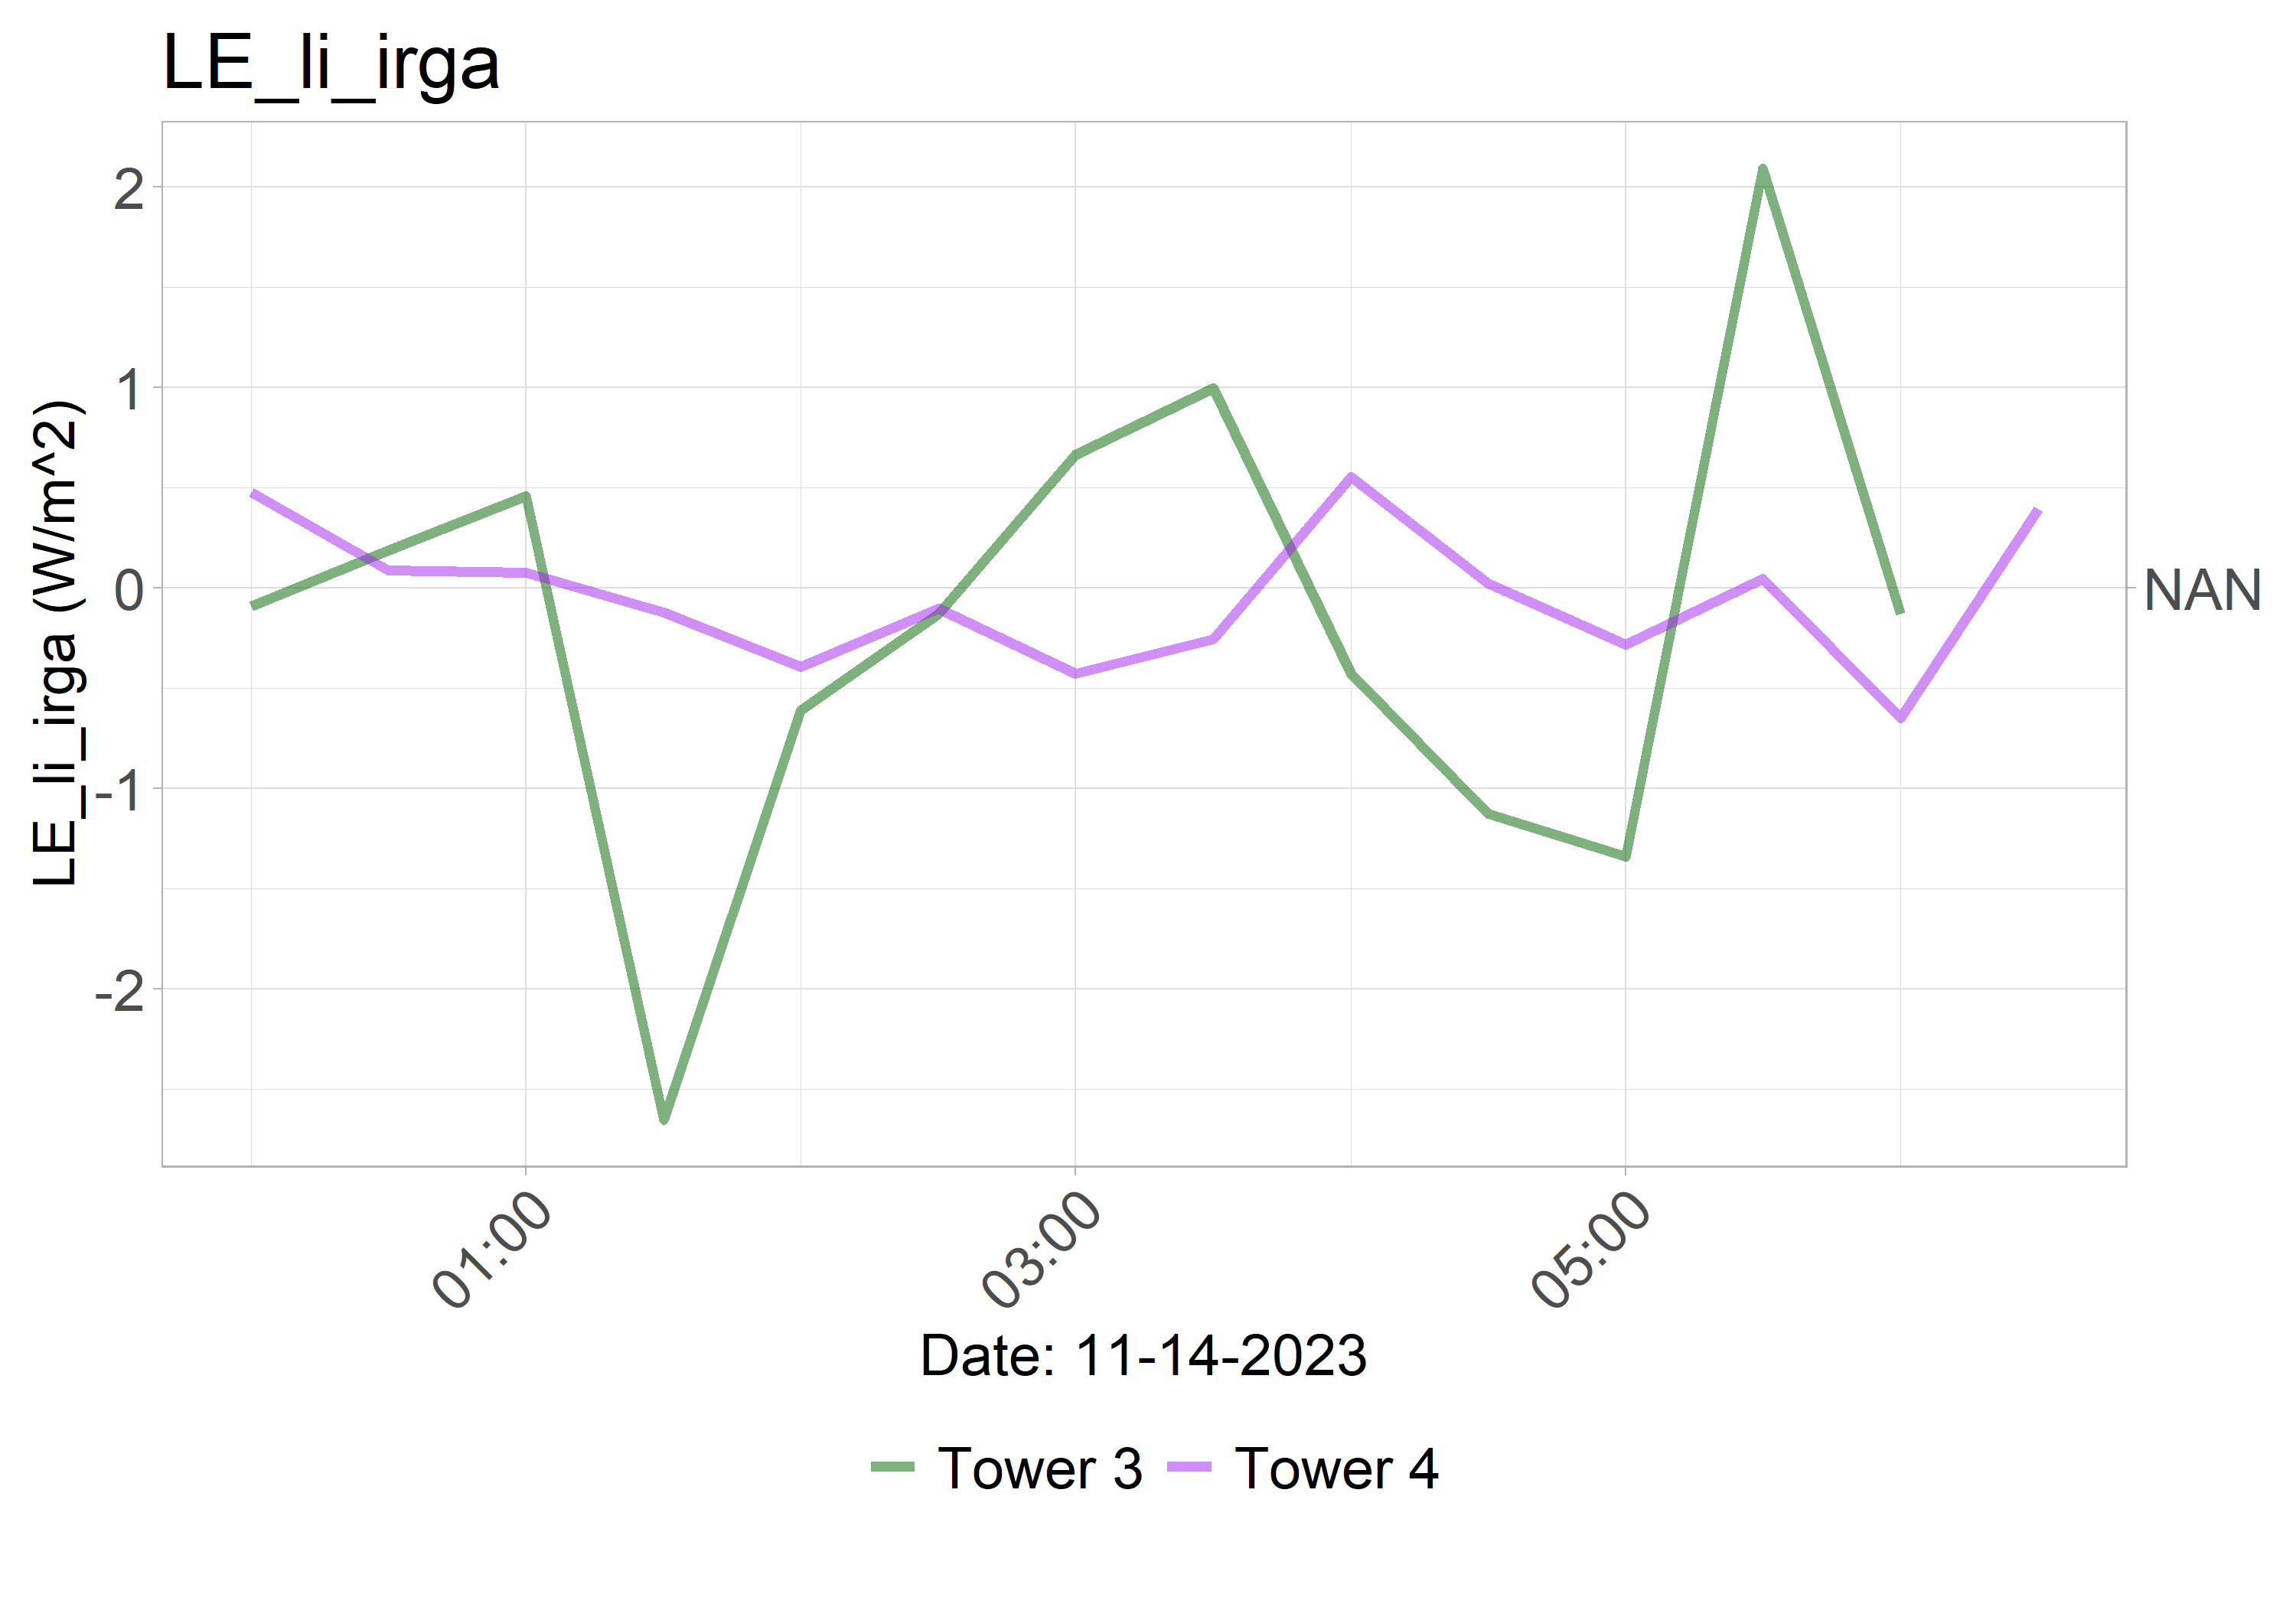 LE_li_irga
LE_li_irga (W/m^2)
2
1
0
-1
-2
NAN
01:00
03:00
05:00
Date: 11-14-2023
Tower 3
Tower 4